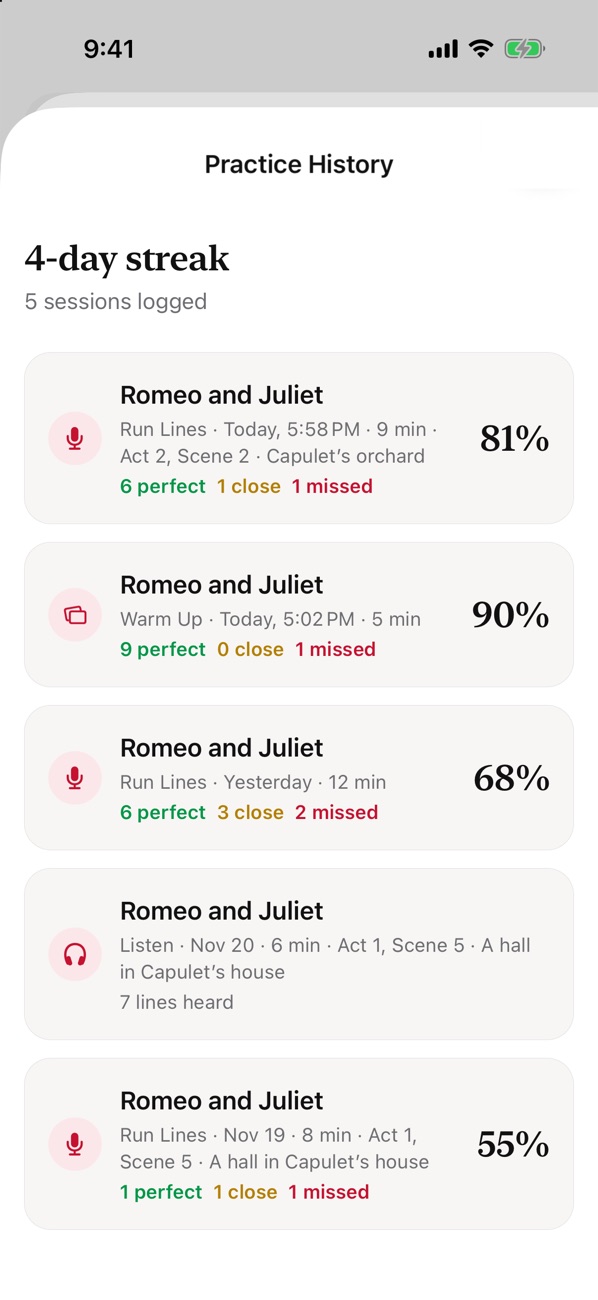 9:41
Practice History
4-day streak
5 sessions logged
Romeo and Juliet
Run Lines · Today, 5:58 PM · 9 min ·
Act 2, Scene 2 · Capulet’s orchard
6 perfect 1 close 1 missed
81%
Romeo and Juliet
Warm Up · Today, 5:02 PM · 5 min
9 perfect 0 close 1 missed
90%
Romeo and Juliet
Run Lines · Yesterday · 12 min
6 perfect 3 close 2 missed
68%
Romeo and Juliet
Listen · Nov 20 · 6 min · Act 1, Scene 5 · A hall
in Capulet’s house
7 lines heard
Romeo and Juliet
Run Lines · Nov 19 · 8 min · Act 1,
Scene 5 · A hall in Capulet’s house
1 perfect 1 close 1 missed
55%